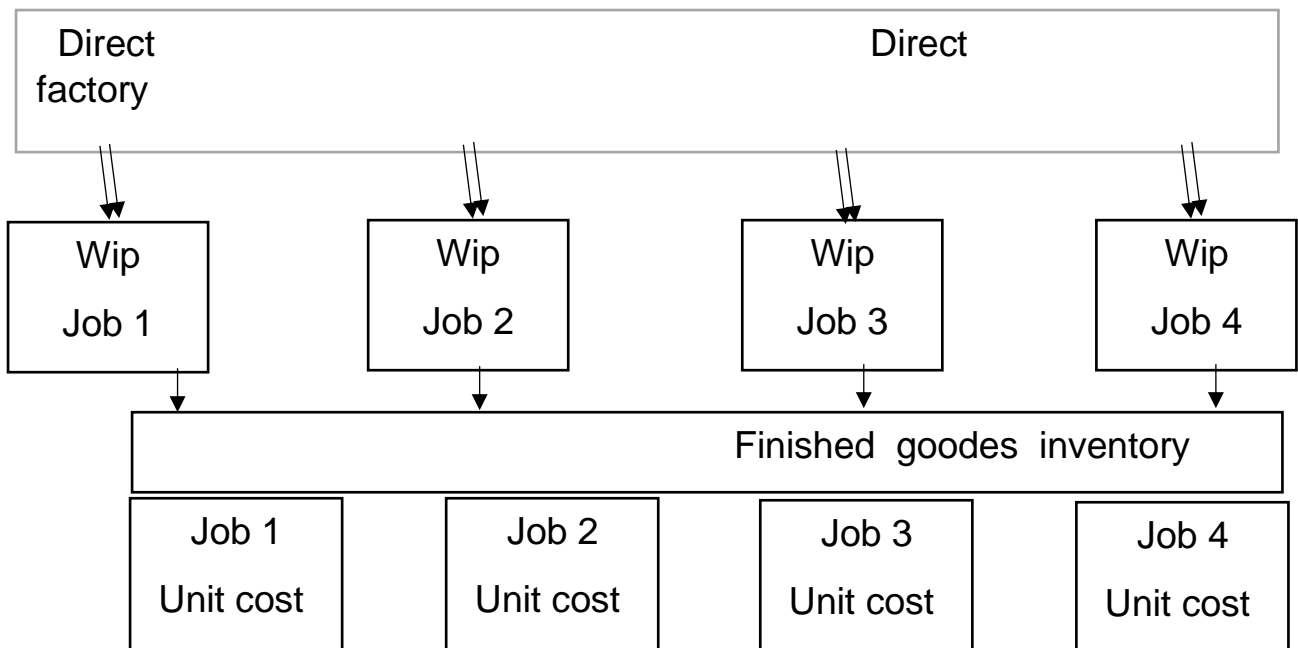 Direct Direct
factory
Wip Wip Wip Wip
Job 1 Job 2 Job 3 Job 4
Finished goodes inventory
Job 1 Job 2 Job 3 Job 4
Unit cost Unit cost Unit cost Unit cost